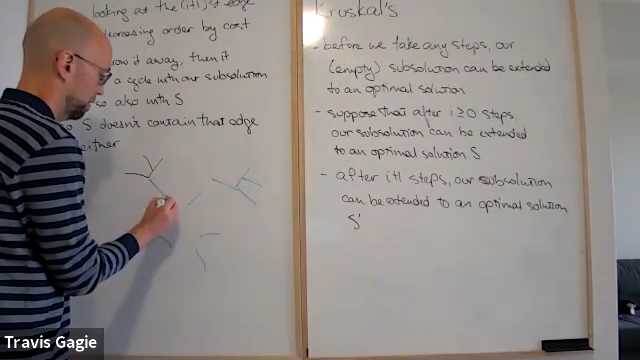 looking at the (i+1)st edge
creasing order by cost
row it away, then it
a cycle with our subsolution
so also with S
S doesn't contain that edge
either
Kruskal's
- before we take any steps, our
(empty) subsolution can be extended
to an optimal solution
- suppose that after i ≥ 0 steps
our subsolution can be extended
to an optimal solution S
- after i+1 steps, our subsolution
can be extended to an optimal solution
S'
Travis Gagie